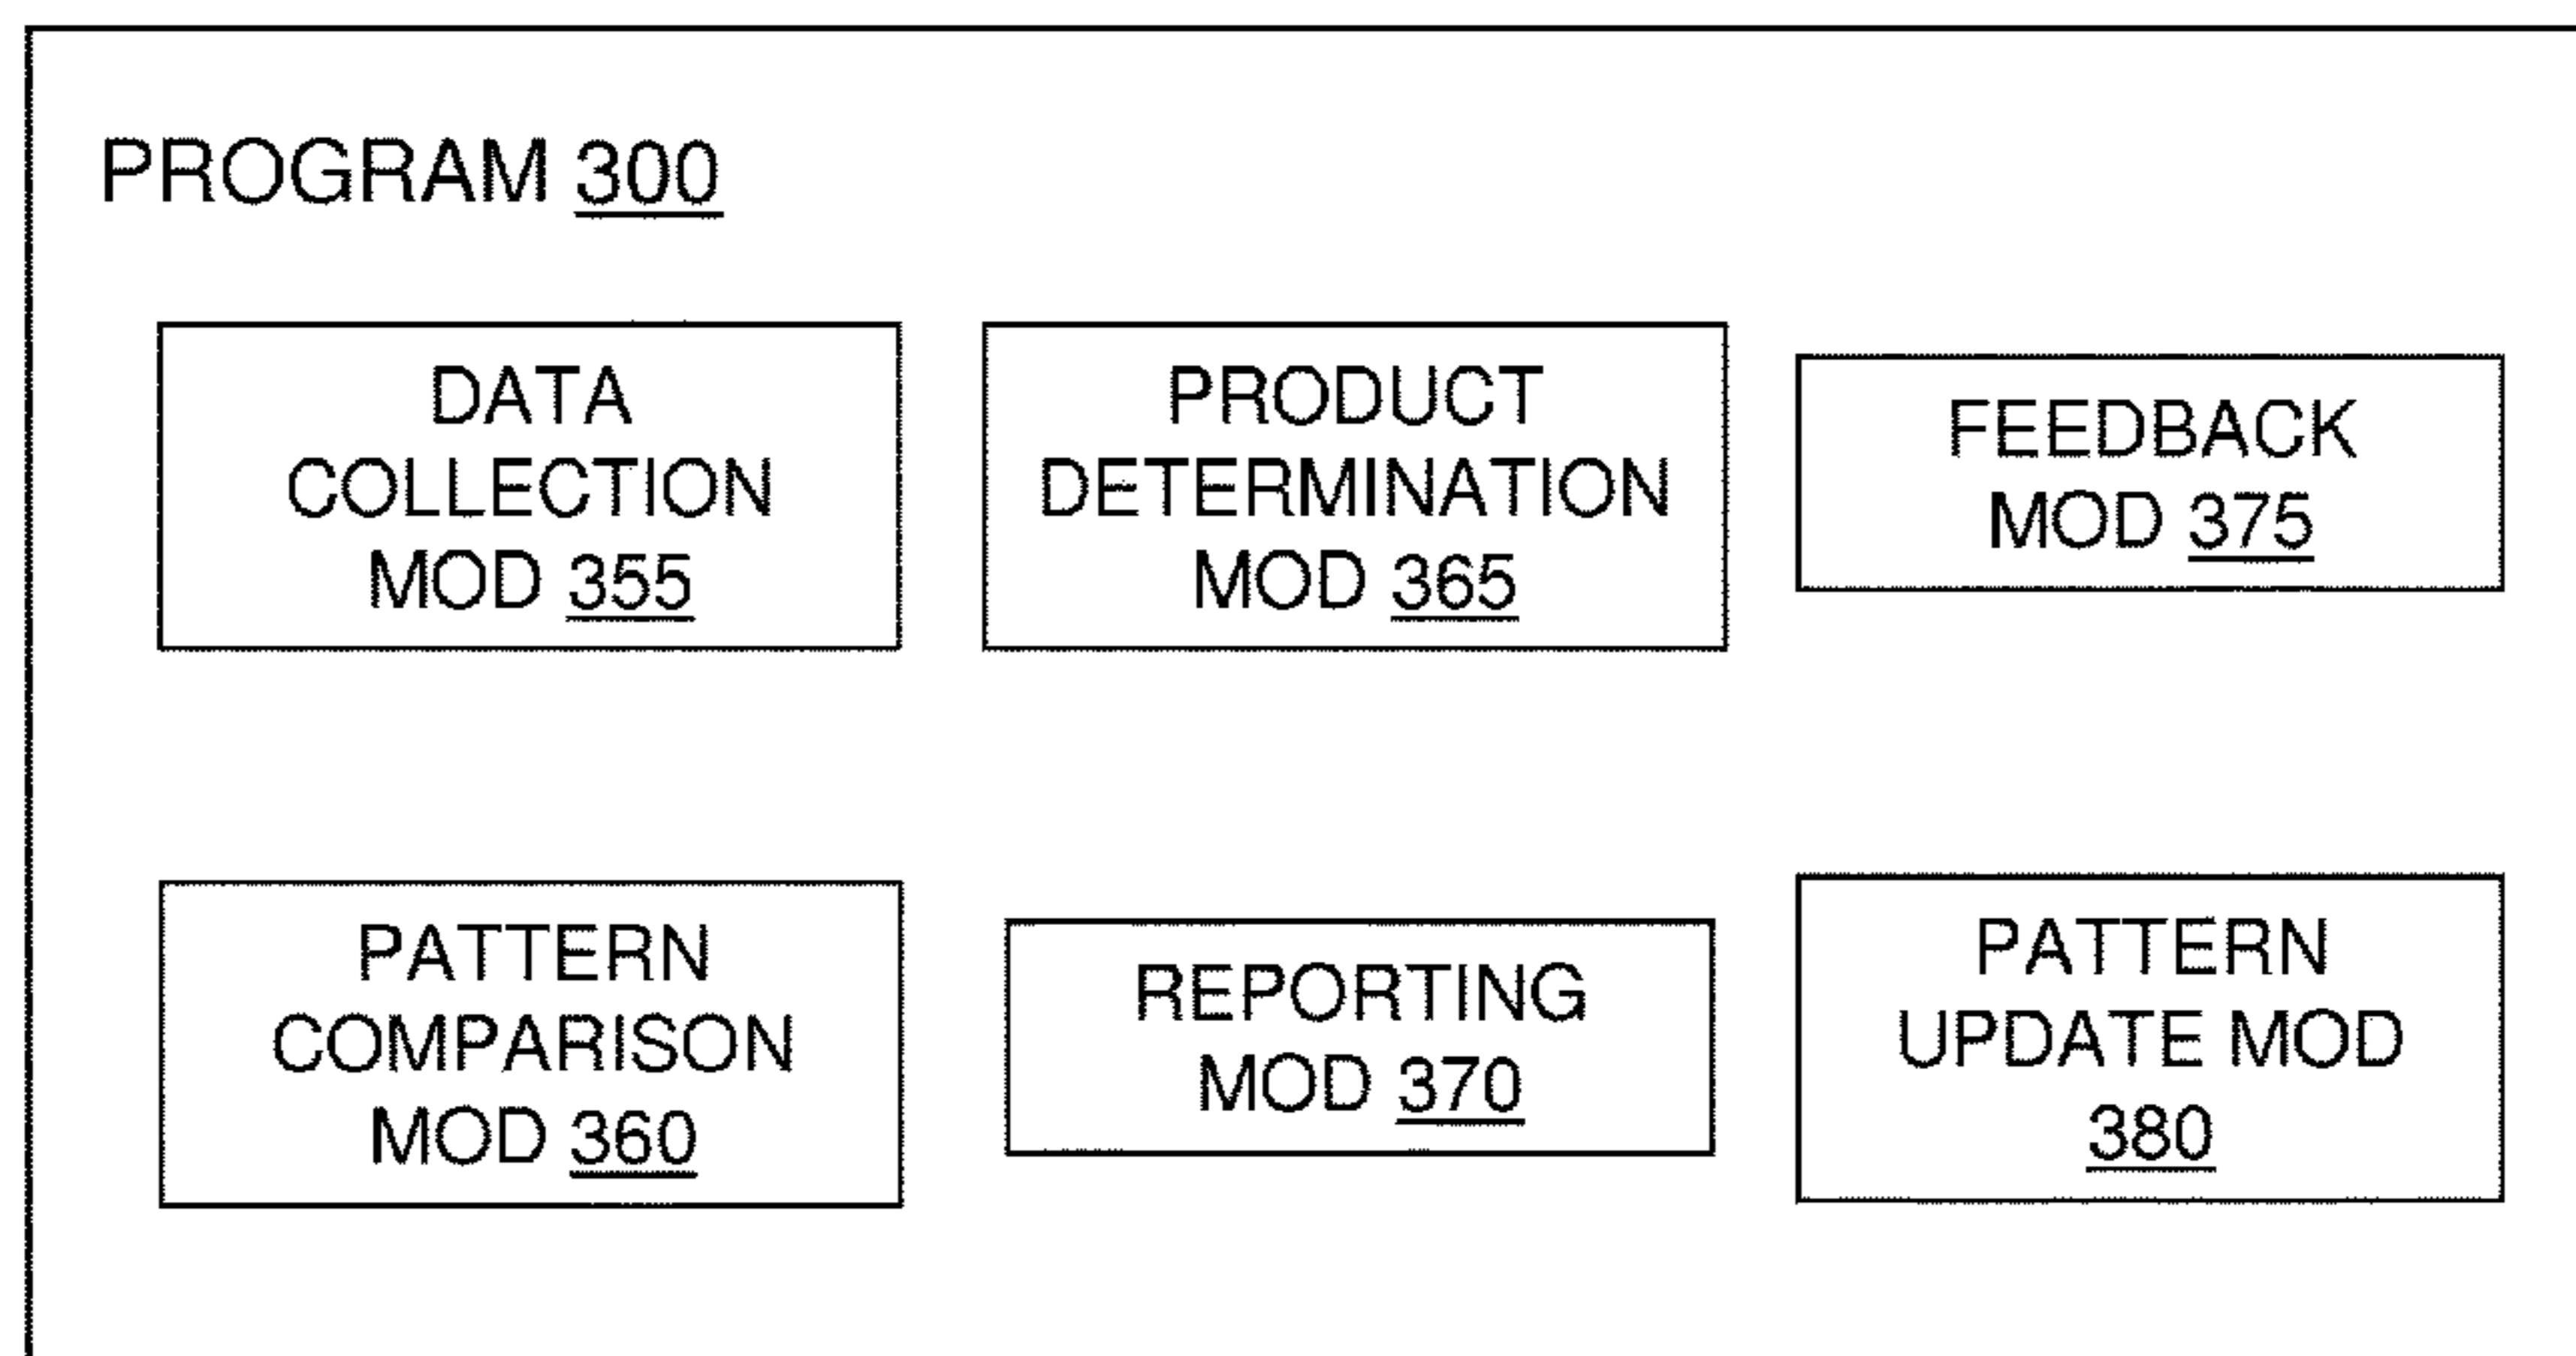 PROGRAM 300
DATA
COLLECTION
MOD 355
PRODUCT
DETERMINATION
MOD 365
FEEDBACK
MOD 375
PATTERN
COMPARISON
MOD 360
REPORTING
MOD 370
PATTERN
UPDATE MOD
380